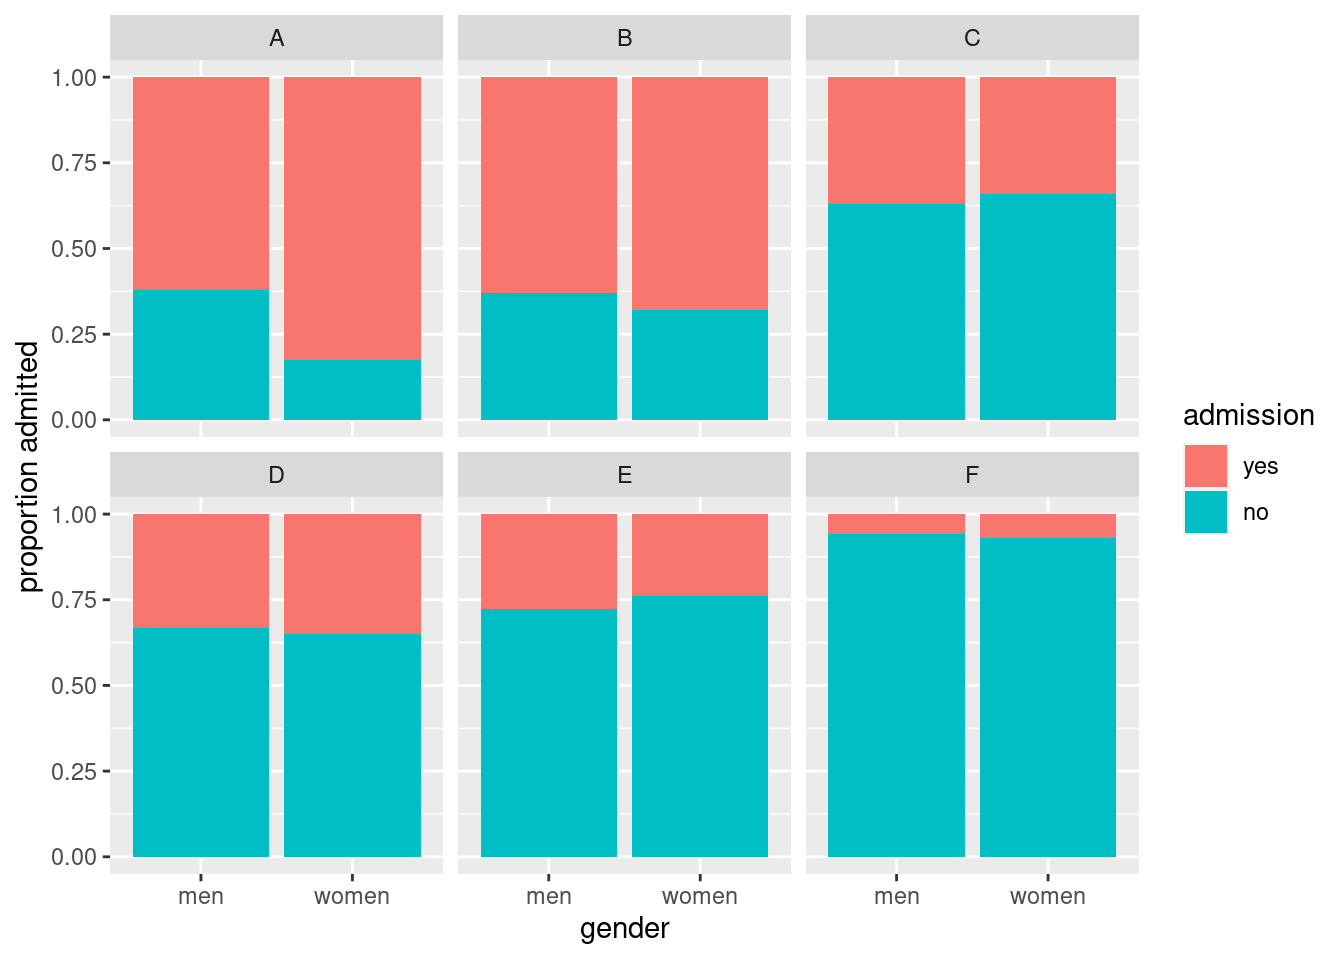 A B C
1.00
0.75
0.50
0.25
0.00
D E F
1.00
0.75
0.50
0.25
0.00
men women men women men women
gender
proportion admitted
admission
yes
no